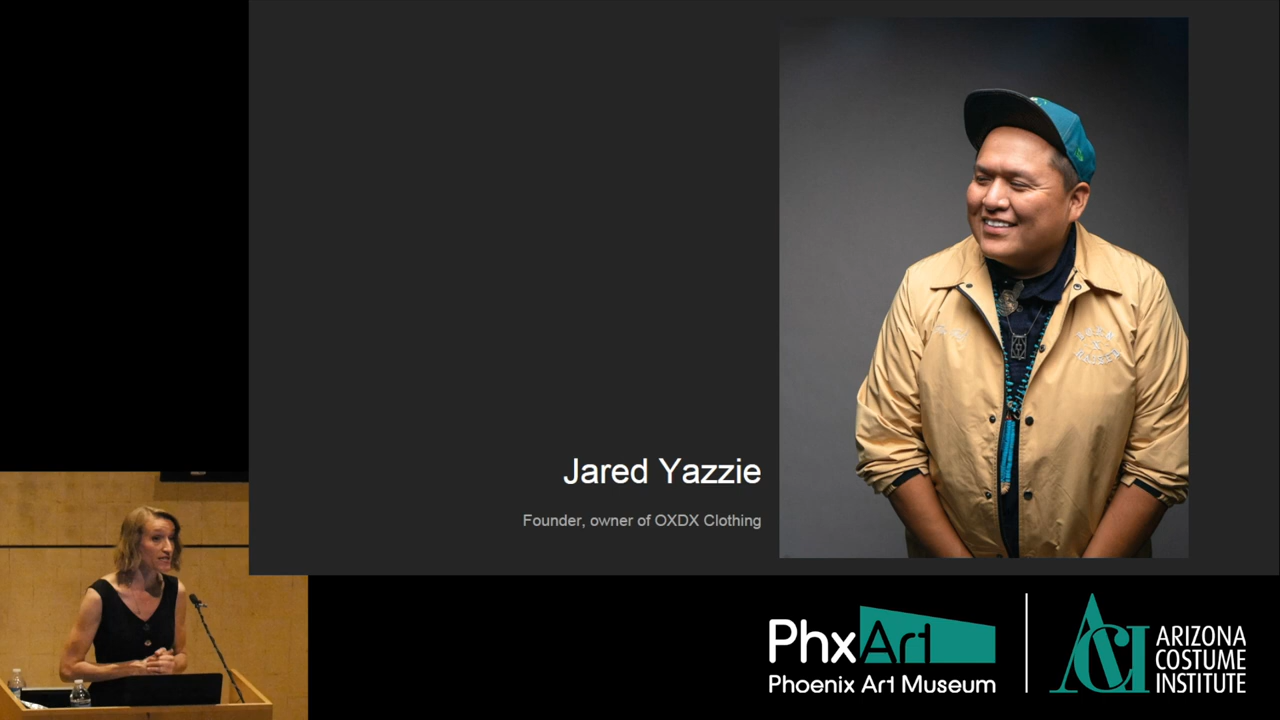 Jared Yazzie
Founder, owner of OXDX Clothing
PhxArt
Phoenix Art Museum
ACI
ARIZONA
COSTUME
INSTITUTE